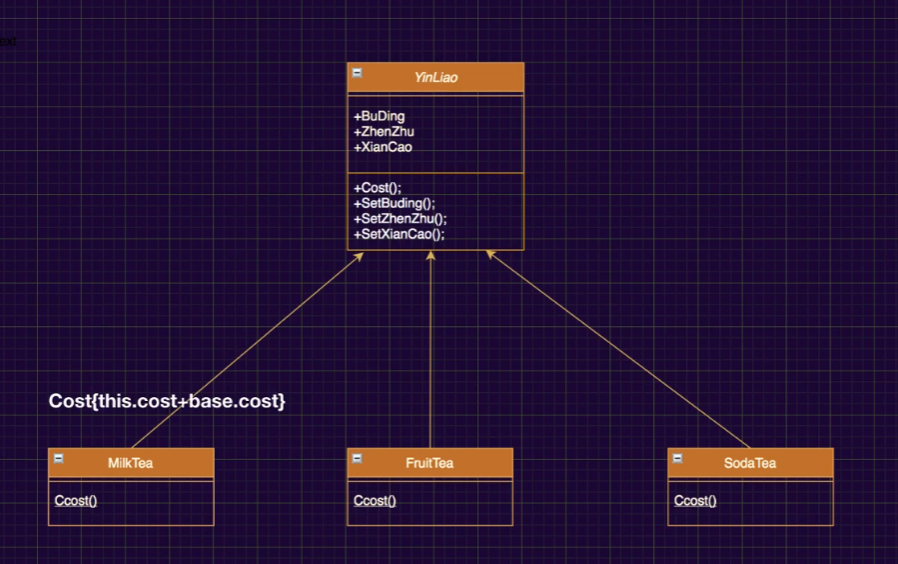 ext
YinLiao
+BuDing
+ZhenZhu
+XianCao
+Cost();
+SetBuding();
+SetZhenZhu();
+SetXianCao();
Cost{this.cost+base.cost}
MilkTea
FruitTea
SodaTea
Ccost()
Ccost()
Ccost()